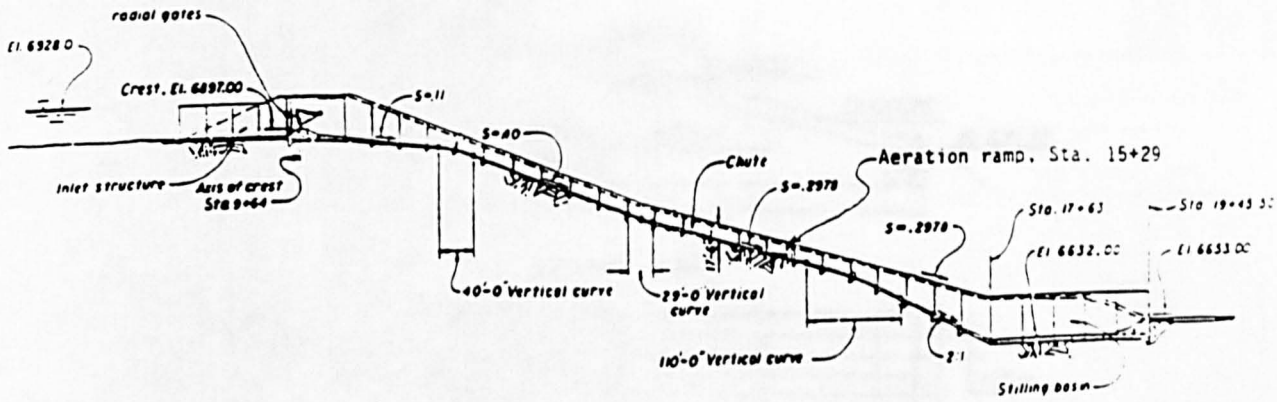 radial gates
El. 6928.0
Crest, El. 6897.00
S=.11
S=.40
Chute
Aeration ramp, Sta. 15+29
S=.2978
Sta. 17+63
S=.2978
El. 6632.00
El. 6653.00
Inlet structure
Axis of crest
Sta. 9+64
40'-0" Vertical curve
29'-0 Vertical
curve
110'-0" Vertical curve
2:1
Stilling basin